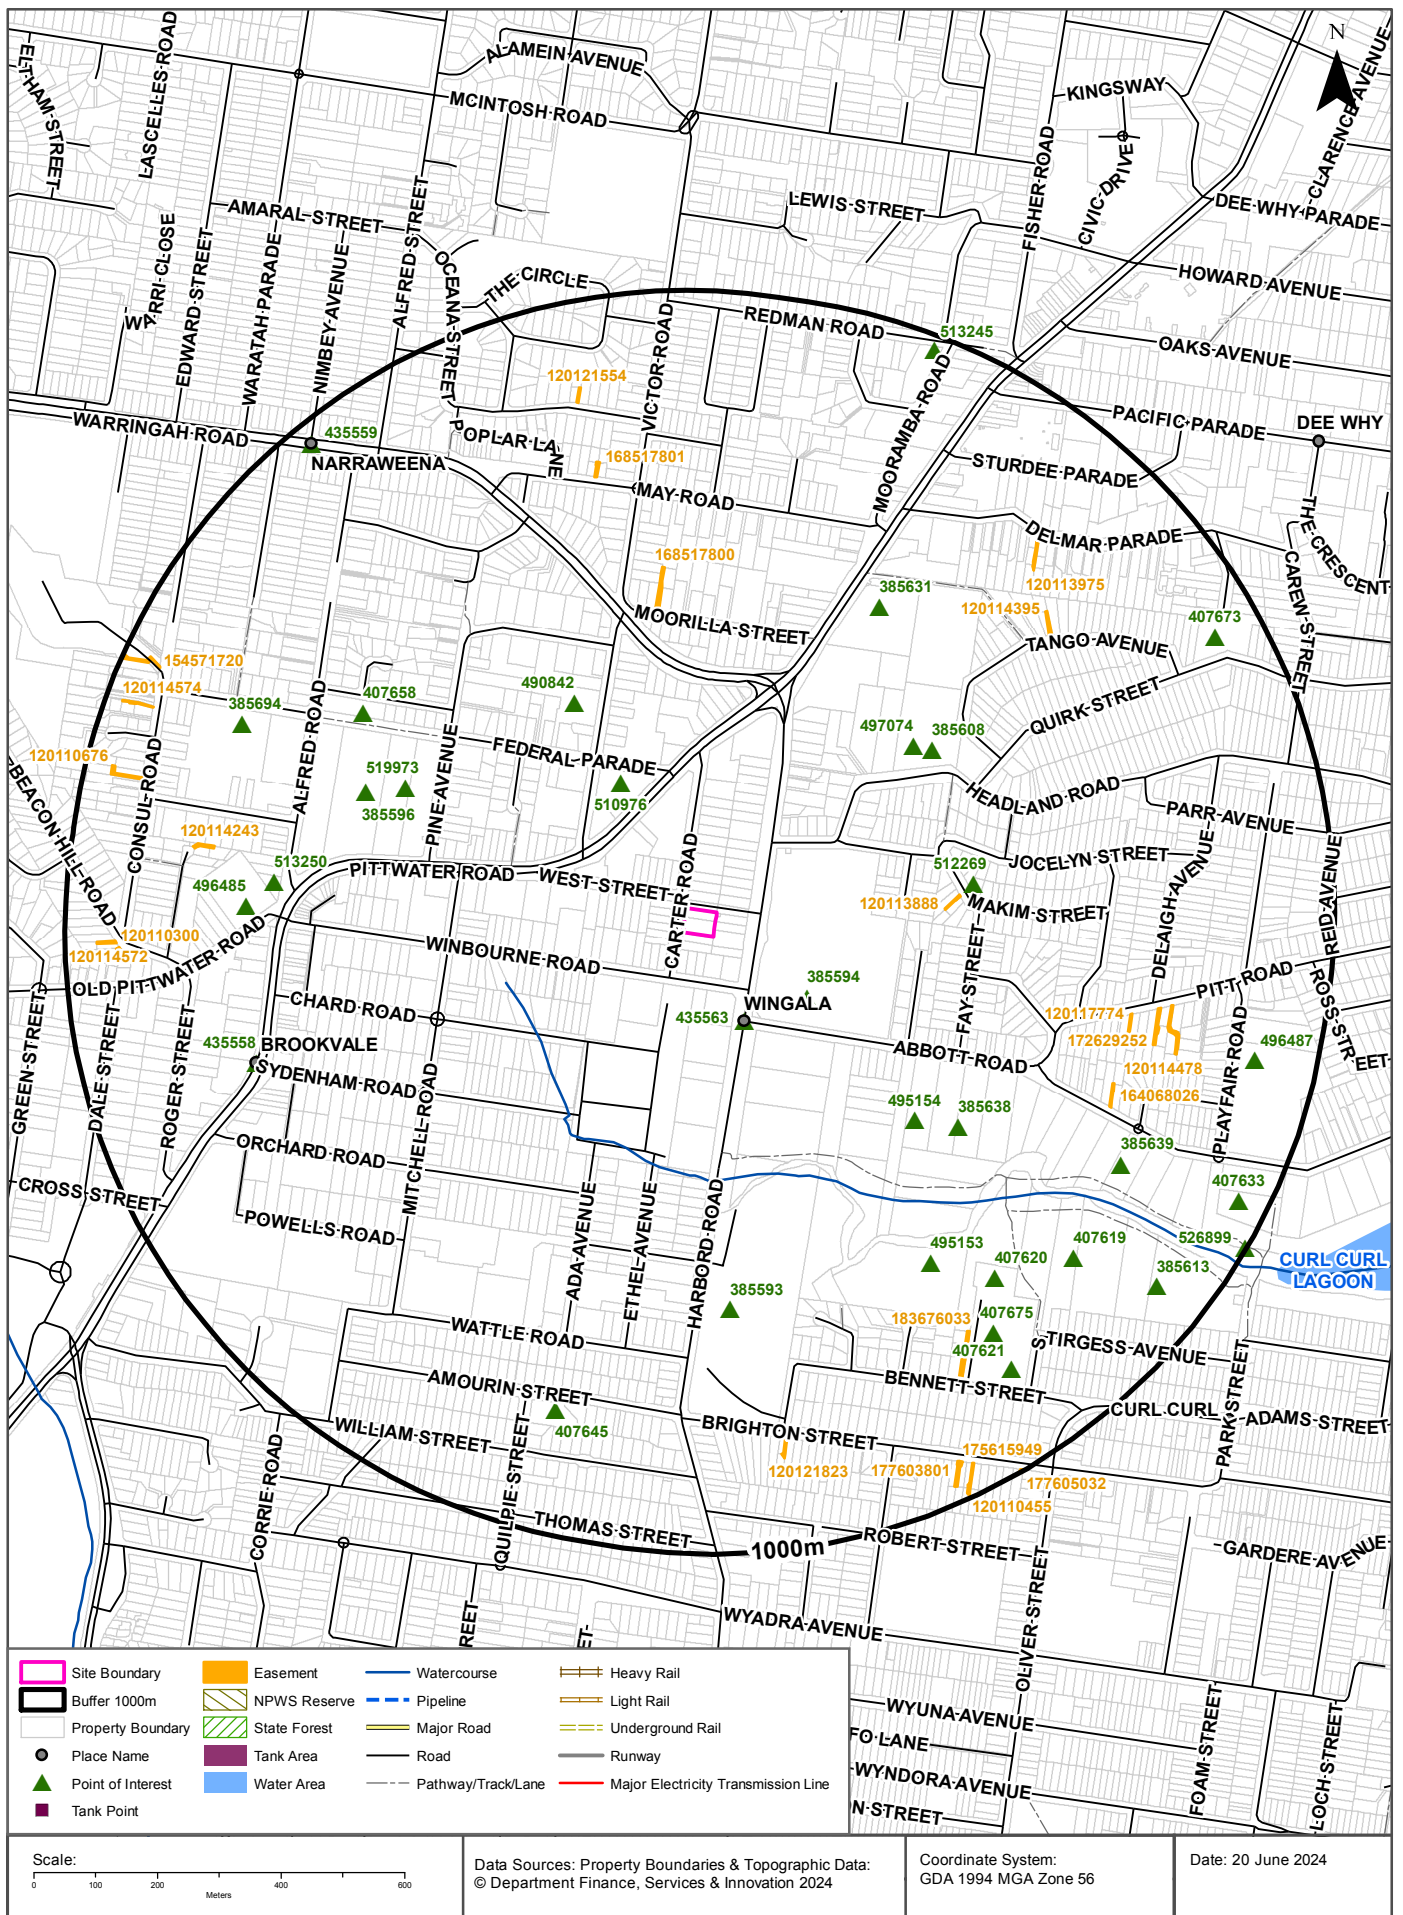 N
ELTHAM STREET
LASCELLES ROAD
ALAMEIN AVENUE
MCINTOSH ROAD
KINGSWAY
CLARENCE AVENUE
FISHER ROAD
CIVIC DRIVE
LEWIS STREET
DEE WHY PARADE
AMARAL STREET
WARRI CLOSE
EDWARD STREET
WARATAH PARADE
NIMBEY AVENUE
ALFRED STREET
OCEANA STREET
THE CIRCLE
HOWARD AVENUE
REDMAN ROAD
513245
OAKS AVENUE
VICTOR ROAD
120121554
MOORAMBA ROAD
PACIFIC PARADE
DEE WHY
WARRINGAH ROAD
435559
NARRAWEENA
POPLAR LANE
168517801
MAY ROAD
STURDEE PARADE
THE CRESCENT
DELMAR PARADE
168517800
385631
120113975
120114395
CAREW STREET
407673
MOORILLA STREET
TANGO AVENUE
154571720
120114574
385694
407658
490842
QUIRK STREET
497074
385608
120110676
BEACON HILL ROAD
CONSUL ROAD
ALFRED ROAD
PINE AVENUE
FEDERAL PARADE
519973
385596
510976
HEADLAND ROAD
PARR AVENUE
120114243
513250
496485
PITTWATER ROAD
WEST STREET
CARTER ROAD
512269
JOCELYN STREET
120113888
MAKIM STREET
DELAIGH AVENUE
REID AVENUE
120110300
120114572
OLD PITTWATER ROAD
WINBOURNE ROAD
385594
FAY STREET
PITT ROAD
ROSS STREET
CHARD ROAD
WINGALA
435563
120117774
172629252
120114478
164068026
496487
GREEN STREET
DALE STREET
ROGER STREET
435558
BROOKVALE
SYDENHAM ROAD
ABBOTT ROAD
PLAYFAIR ROAD
495154
385638
385639
ORCHARD ROAD
MITCHELL ROAD
CROSS STREET
POWELLS ROAD
ADA AVENUE
ETHEL AVENUE
HARBORD ROAD
407633
526899
CURL CURL
LAGOON
495153
407620
407619
385613
385593
183676033
407675
407621
STIRGESS AVENUE
WATTLE ROAD
BENNETT STREET
AMOURIN STREET
407645
CURL CURL
PARK STREET
ADAMS STREET
WILLIAM STREET
BRIGHTON STREET
120121823
177603801
175615949
177605032
120110455
CORRIE ROAD
QUILPIE STREET
THOMAS STREET
1000m
ROBERT STREET
GARDERE AVENUE
REET
ET
WYADRA AVENUE
OLIVER STREET
WYUNA AVENUE
FO LANE
WYNDORA AVENUE
N STREET
FOAM STREET
LOCH STREET
Site Boundary
Buffer 1000m
Property Boundary
Place Name
Point of Interest
Tank Point
Easement
NPWS Reserve
State Forest
Tank Area
Water Area
Watercourse
Pipeline
Major Road
Road
Pathway/Track/Lane
Heavy Rail
Light Rail
Underground Rail
Runway
Major Electricity Transmission Line
Scale:
0 100 200 400 600
Meters
Data Sources: Property Boundaries & Topographic Data:
© Department Finance, Services & Innovation 2024
Coordinate System:
GDA 1994 MGA Zone 56
Date: 20 June 2024